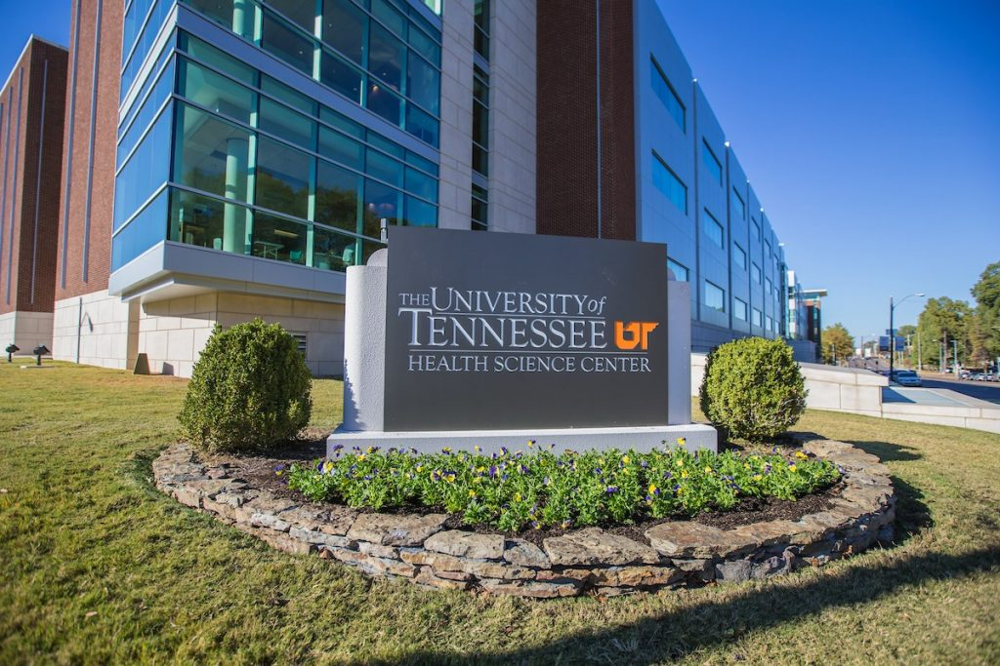 THE UNIVERSITY of
TENNESSEE UT
HEALTH SCIENCE CENTER